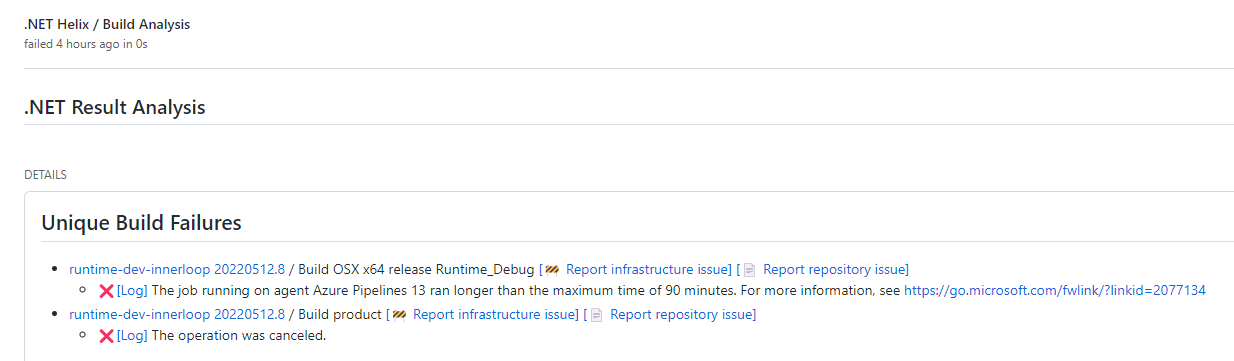 .NET Helix / Build Analysis
failed 4 hours ago in 0s
.NET Result Analysis
DETAILS
Unique Build Failures
runtime-dev-innerloop 20220512.8 / Build OSX x64 release Runtime_Debug [🚧 Report infrastructure issue] [📄 Report repository issue]
❌[Log] The job running on agent Azure Pipelines 13 ran longer than the maximum time of 90 minutes. For more information, see https://go.microsoft.com/fwlink/?linkid=2077134
runtime-dev-innerloop 20220512.8 / Build product [🚧 Report infrastructure issue] [📄 Report repository issue]
❌[Log] The operation was canceled.